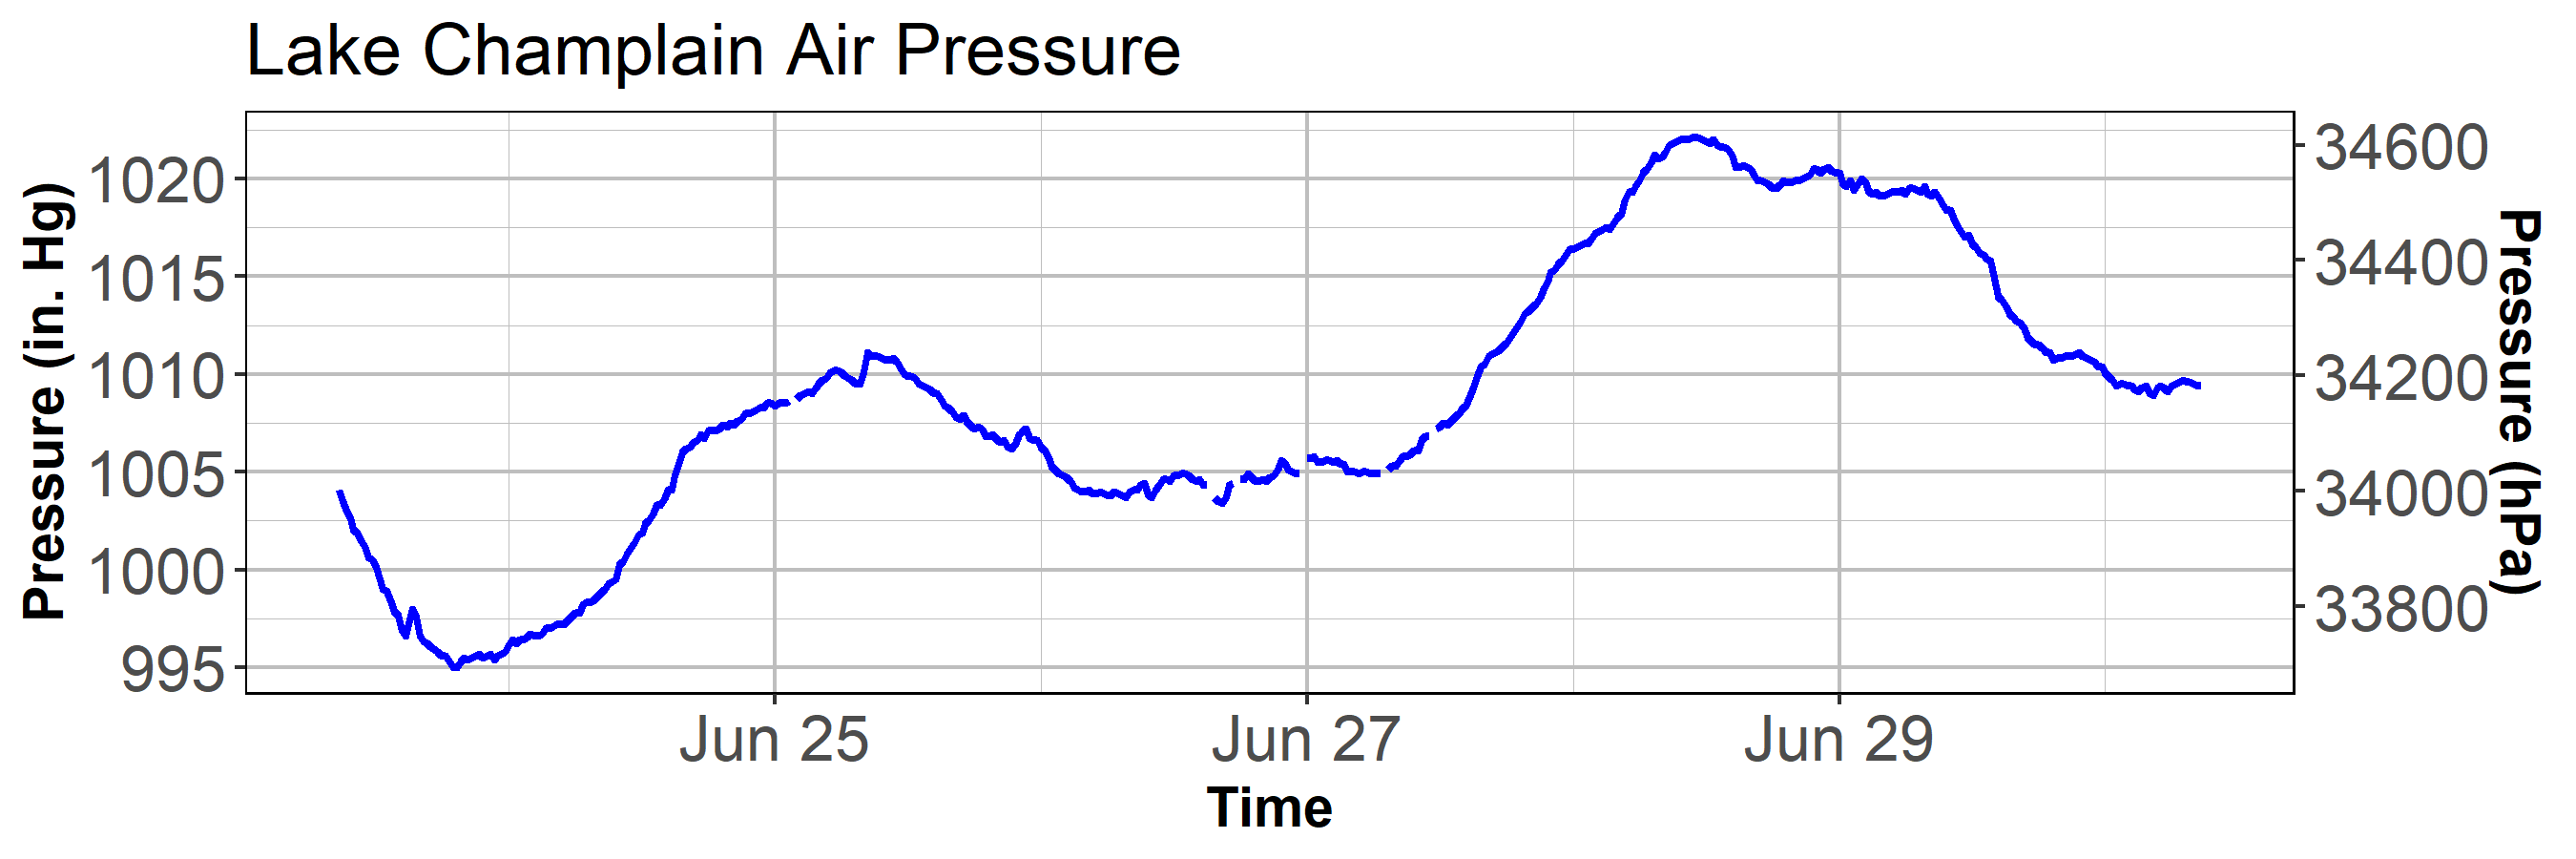 Lake Champlain Air Pressure
Pressure (in. Hg)
1020
1015
1010
1005
1000
995
34600
34400
34200
34000
33800
Pressure (hPa)
Jun 25
Jun 27
Jun 29
Time